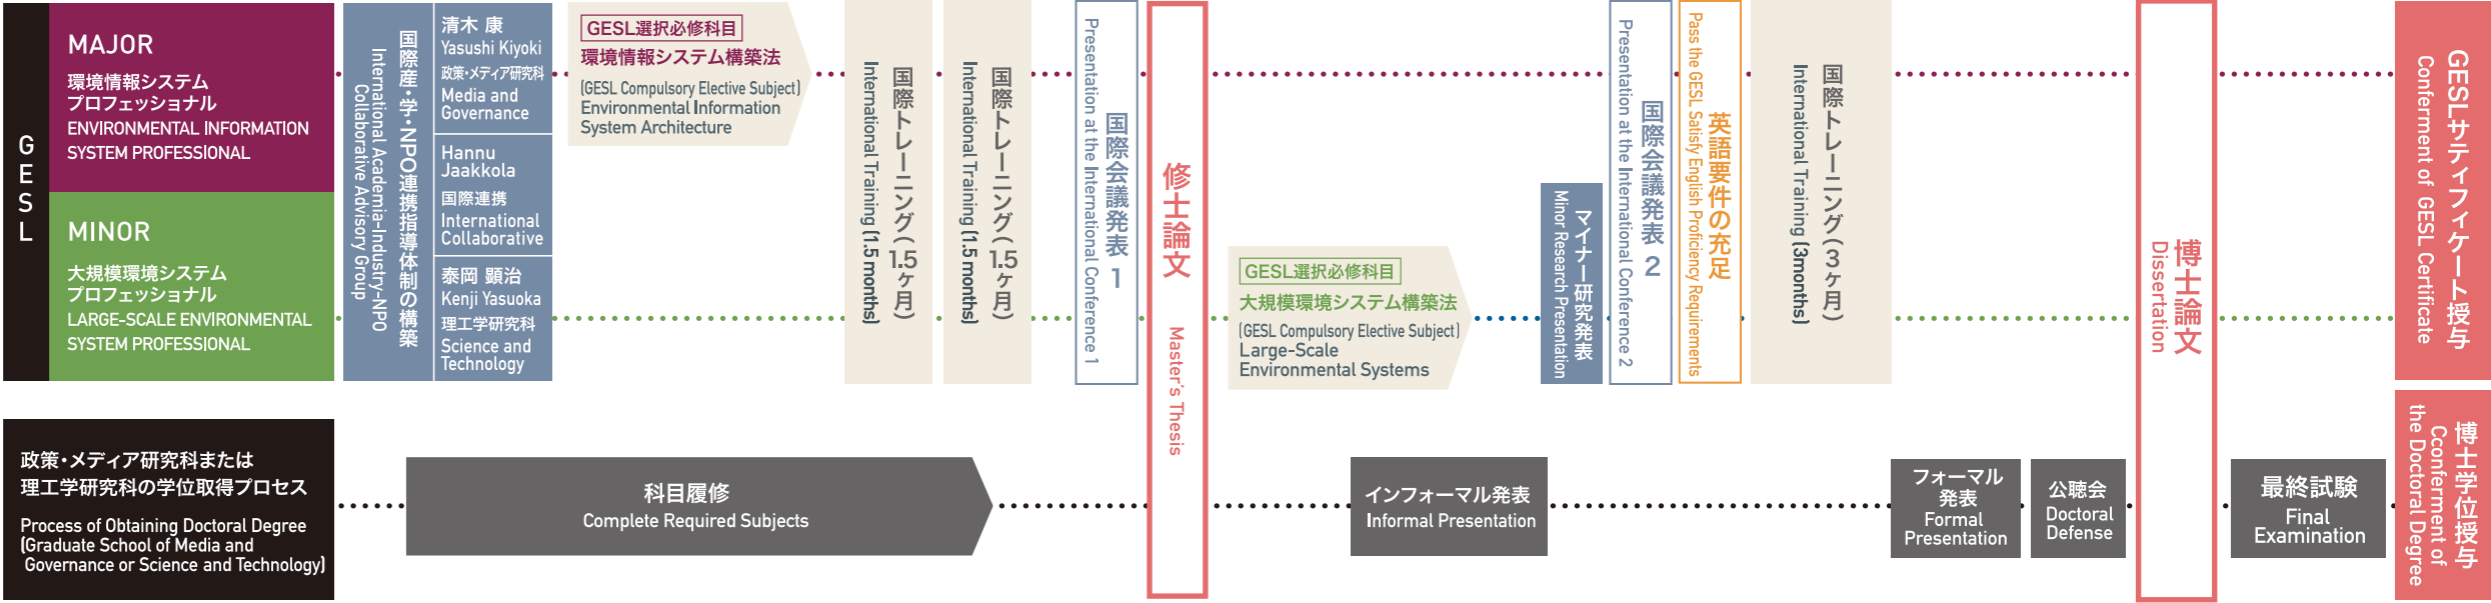 GESL
MAJOR
環境情報システム
プロフェッショナル
ENVIRONMENTAL INFORMATION
SYSTEM PROFESSIONAL
MINOR
大規模環境システム
プロフェッショナル
LARGE-SCALE ENVIRONMENTAL
SYSTEM PROFESSIONAL
国際産・学・NPO連携指導体制の構築
International Academia-Industry-NPO
Collaborative Advisory Group
清木 康
Yasushi Kiyoki
政策・メディア研究科
Media and
Governance
Hannu
Jaakkola
国際連携
International
Collaborative
泰岡 顕治
Kenji Yasuoka
理工学研究科
Science and
Technology
GESL選択必修科目
環境情報システム構築法
(GESL Compulsory Elective Subject)
Environmental Information
System Architecture
国際トレーニング(1.5ヶ月)
International Training (1.5 months)
国際トレーニング(1.5ヶ月)
International Training (1.5 months)
国際会議発表 1
Presentation at the International Conference 1
修士論文 Master's Thesis
GESL選択必修科目
大規模環境システム構築法
(GESL Compulsory Elective Subject)
Large-Scale
Environmental Systems
マイナー研究発表
Minor Research Presentation
国際会議発表 2
Presentation at the International Conference 2
英語要件の充足
Pass the GESL Satisfy English Proficiency Requirements
国際トレーニング(3ヶ月)
International Training (3months)
博士論文
Dissertation
GESLサティフィケーム授与
Conferment of GESL Certificate
政策・メディア研究科または
理工学研究科の学位取得プロセス
Process of Obtaining Doctoral Degree
(Graduate School of Media and
Governance or Science and Technology)
科目履修
Complete Required Subjects
インフォーマル発表
Informal Presentation
フォーマル
発表
Formal
Presentation
公聴会
Doctoral
Defense
最終試験
Final
Examination
博士学位授与
Cconferment of
the Doctoral Degree